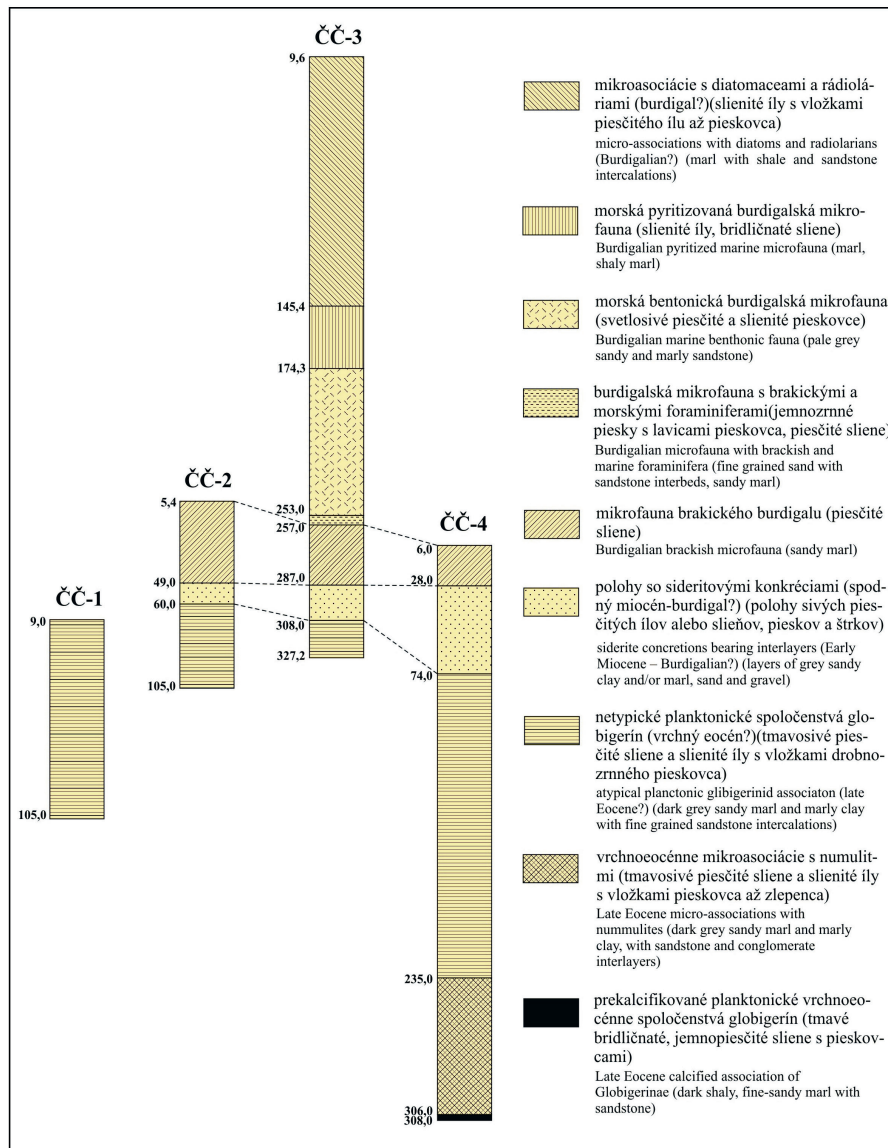 ČČ-3
9,6
145,4
174,3
253,0
257,0
287,0
308,0
327,2
ČČ-2
5,4
49,0
60,0
105,0
ČČ-1
9,0
105,0
ČČ-4
6,0
28,0
74,0
235,0
306,0
308,0
mikroasociácie s diatomaceami a rádiolá-
riami (burdigal?)(slienité íly s vložkami
piesčitého ílu až pieskovca)
micro-associations with diatoms and radiolarians
(Burdigalian?) (marl with shale and sandstone
intercalations)
morská pyritizovaná burdigalská mikro-
fauna (slienité íly, bridličnaté sliene)
Burdigalian pyritized marine microfauna (marl,
shaly marl)
morská bentonická burdigalská mikrofauna
(svetlosivé piesčité a slienité pieskovce)
Burdigalian marine benthonic fauna (pale grey
sandy and marly sandstone)
burdigalská mikrofauna s brakickými a
morskými foraminiferami(jemnozrnné
piesky s lavicami pieskovca, piesčité sliene)
Burdigalian microfauna with brackish and
marine foraminifera (fine grained sand with
sandstone interbeds, sandy marl)
mikrofauna brakického burdigalu (piesčité
sliene)
Burdigalian brackish microfauna (sandy marl)
polohy so sideritovými konkréciami (spod-
ný miocén-burdigal?) (polohy sivých pies-
čitých ílov alebo slieňov, pieskov a štrkov)
siderite concretions bearing interlayers (Early
Miocene – Burdigalian?) (layers of grey sandy
clay and/or marl, sand and gravel)
netypické planktonické spoločenstvá glo-
bigerín (vrchný eocén?)(tmavosivé pies-
čité sliene a slienité íly s vložkami drobno-
zrnného pieskovca)
atypical planctonic glibigerinid associaton (late
Eocene?) (dark grey sandy marl and marly clay
with fine grained sandstone intercalations)
vrchnoeocénne mikroasociácie s numulit-
mi (tmavosivé piesčité sliene a slienité íly
s vložkami pieskovca až zlepenca)
Late Eocene micro-associations with
nummulites (dark grey sandy marl and marly
clay, with sandstone and conglomerate
interlayers)
prekalcifikované planktonické vrchnoeo-
cénne spoločenstvá globigerín (tmavé
bridličnaté, jemnopiesčité sliene s pieskov-
cami)
Late Eocene calcified association of
Globigerinae (dark shaly, fine-sandy marl with
sandstone)